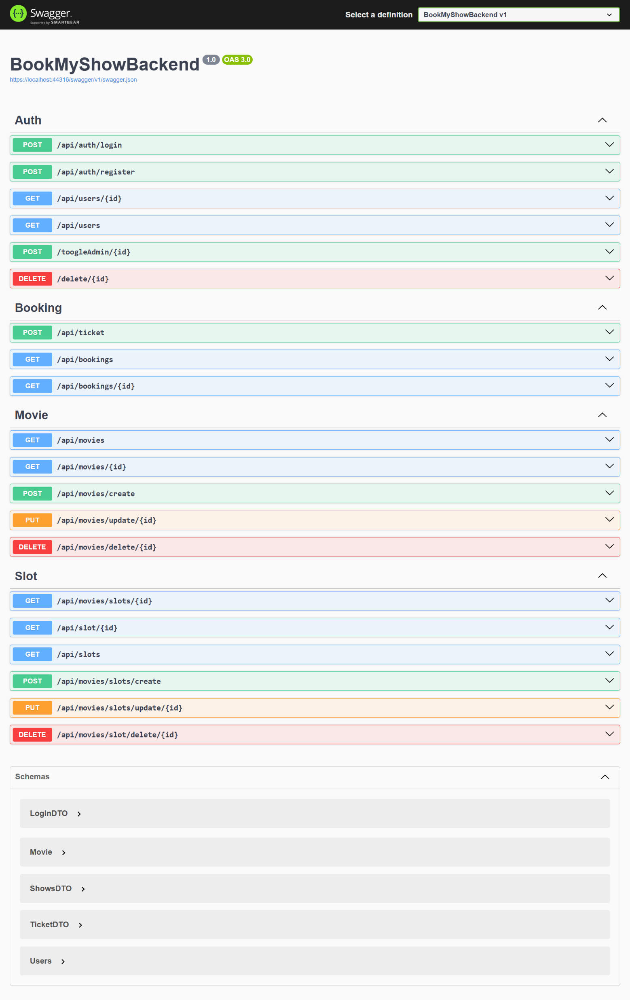 Swagger
Supported by SMARTBEAR
Select a definition
BookMyShowBackend v1
BookMyShowBackend 1.0 OAS 3.0
https://localhost:44316/swagger/v1/swagger.json
Auth
POST /api/auth/login
POST /api/auth/register
GET /api/users/{id}
GET /api/users
POST /toogleAdmin/{id}
DELETE /delete/{id}
Booking
POST /api/ticket
GET /api/bookings
GET /api/bookings/{id}
Movie
GET /api/movies
GET /api/movies/{id}
POST /api/movies/create
PUT /api/movies/update/{id}
DELETE /api/movies/delete/{id}
Slot
GET /api/movies/slots/{id}
GET /api/slot/{id}
GET /api/slots
POST /api/movies/slots/create
PUT /api/movies/slots/update/{id}
DELETE /api/movies/slot/delete/{id}
Schemas
LogInDTO
Movie
ShowsDTO
TicketDTO
Users